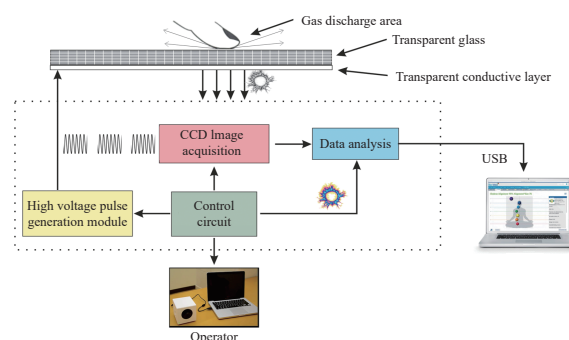 Gas discharge area
Transparent glass
Transparent conductive layer
CCD Image
acquisition
Data analysis
USB
High voltage pulse
generation module
Control
circuit
Operator